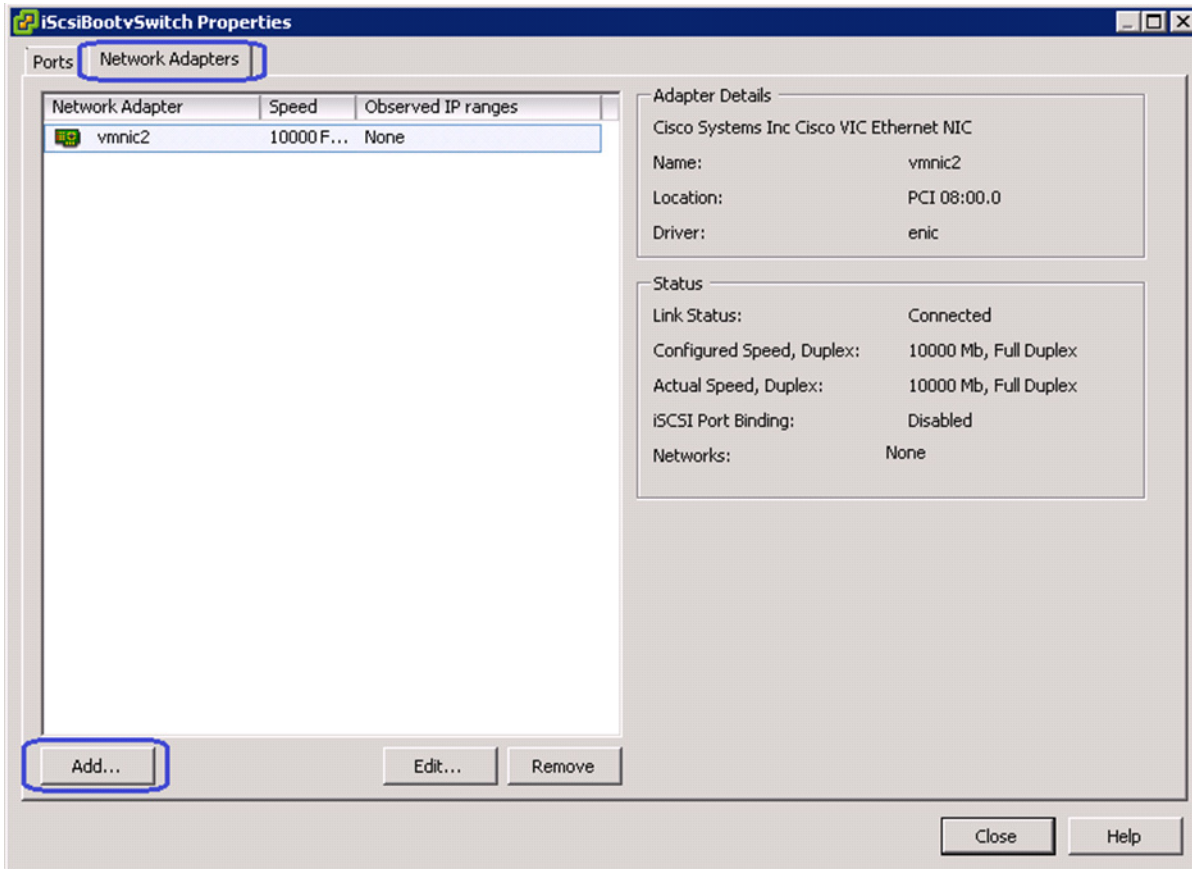 iScsiBootvSwitch Properties
Ports Network Adapters
Network Adapter Speed Observed IP ranges
vmnic2 10000 F... None
Adapter Details
Cisco Systems Inc Cisco VIC Ethernet NIC
Name: vmnic2
Location: PCI 08:00.0
Driver: enic
Status
Link Status: Connected
Configured Speed, Duplex: 10000 Mb, Full Duplex
Actual Speed, Duplex: 10000 Mb, Full Duplex
iSCSI Port Binding: Disabled
Networks: None
Add... Edit... Remove
Close Help